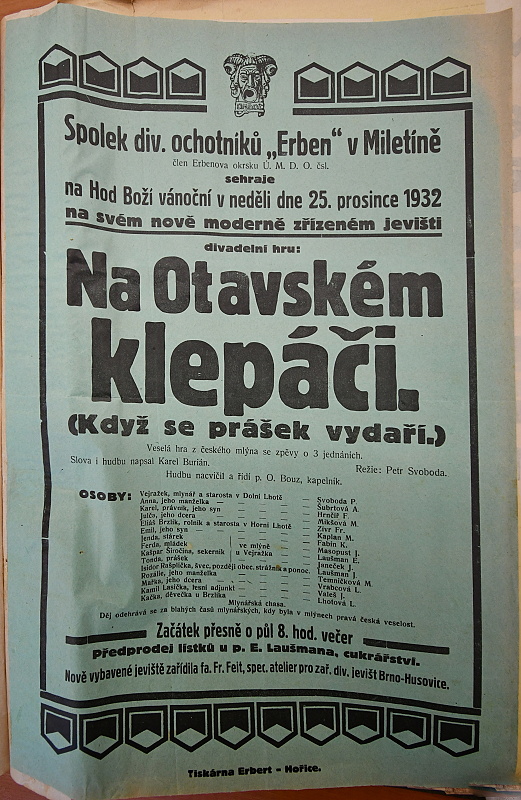 Spolek div. ochotníků „Erben" v Miletíně
člen Erbenova okrsku Ú. M. D. O. čsl.
sehraje
na Hod Boží vánoční v neděli dne 25. prosince 1932
na svém nově moderně zřízeném jevišti
divadelní hru:
Na Otavském
klepáči.
(Když se prášek vydaří.)
Veselá hra z českého mlýna se zpěvy o 3 jednáních.
Slova i hudbu napsal Karel Burián. Režie: Petr Svoboda.
Hudbu nacvičil a řídí p. O. Bouz, kapelník.
OSOBY: Vejražek, mlynář a starosta v Dolní Lhotě — Svoboda P.
Anna, jeho manželka — — — — Šubrtová A.
Karel, právník, jeho syn — — — — Henčlř F.
Julča, jeho dcera — — — — Mikšová M.
Eliáš Brzlík, rolník a starosta v Horní Lhotě — Zivr Fr.
Emil, jeho syn — — — — Kaplan M.
Jenda, stárek — — — Fabin K.
Ferda, mládek ve mlýně — Masopust J.
Kašpar Širočina, sekerník u Vejražka — Laušman E.
Tonda, prášek — — — Janeček J.
Isidor Rašplička, švec, později obec. strážník a ponoc. Laušman J.
Rozálie, jeho manželka — — — — Temníčková M.
Mařka, jeho dcera — — — — Vrabcová L.
Kamil Lasička, lesní adjunkt — — — — Valeš J.
Kačka, děvečka u Brzlíka — — — — Lhotová L.
Mlynářská chasa.
Děj odehrává se za blahých časů mlynářských, kdy byla v mlýnech pravá česká veselost.
Začátek přesně o půl 8. hod. večer
Předprodej lístků u p. E. Laušmana, cukrářství.
Nově vybavené jeviště zařídila fa. Fr. Feit, spec. atelier pro zař. div. jevišť Brno-Husovice.
Tiskárna Erbert - Hořice.